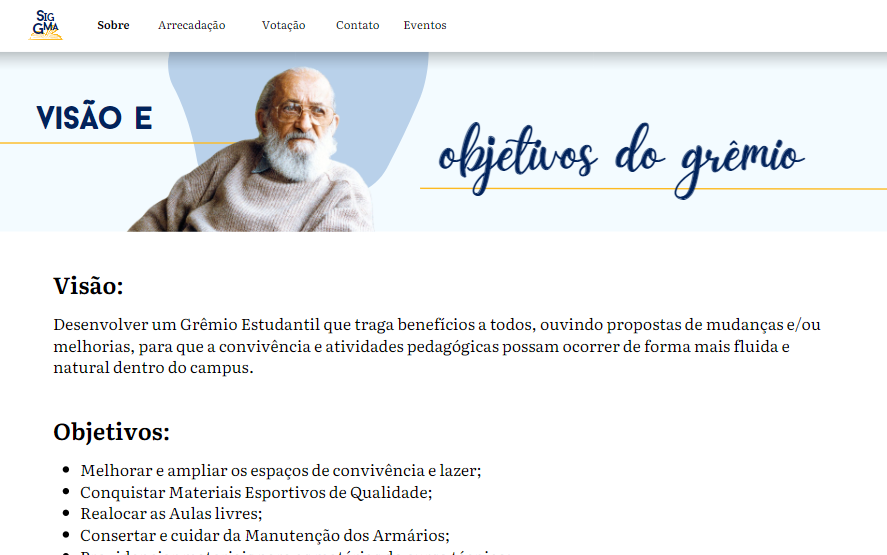 SIG
GMA
Sobre Arrecadação Votação Contato Eventos
VISÃO E
objetivos do grêmio
Visão:
Desenvolver um Grêmio Estudantil que traga benefícios a todos, ouvindo propostas de mudanças e/ou
melhorias, para que a convivência e atividades pedagógicas possam ocorrer de forma mais fluida e
natural dentro do campus.
Objetivos:
• Melhorar e ampliar os espaços de convivência e lazer;
• Conquistar Materiais Esportivos de Qualidade;
• Realocar as Aulas livres;
• Consertar e cuidar da Manutenção dos Armários;